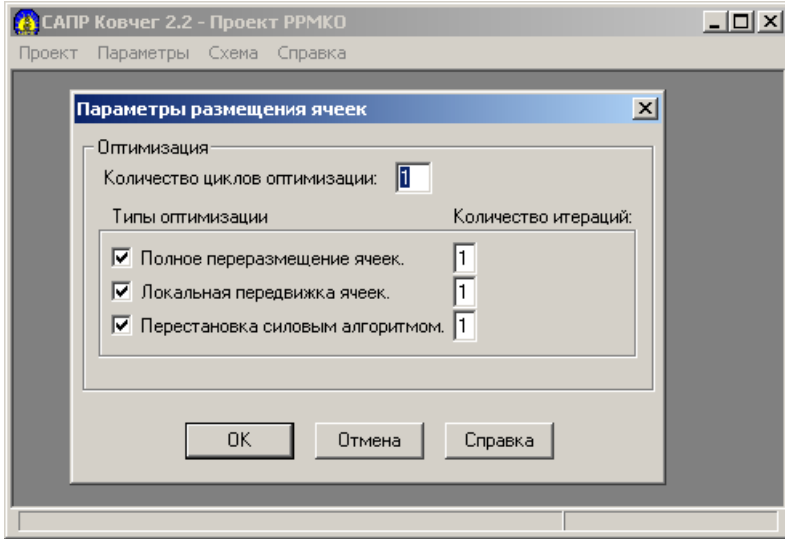 САПР Ковчег 2.2 - Проект РРМКО
Проект Параметры Схема Справка
Параметры размещения ячеек
Оптимизация
Количество циклов оптимизации: 1
Типы оптимизации Количество итераций:
Полное переразмещение ячеек. 1
Локальная передвижка ячеек. 1
Перестановка силовым алгоритмом. 1
OK Отмена Справка